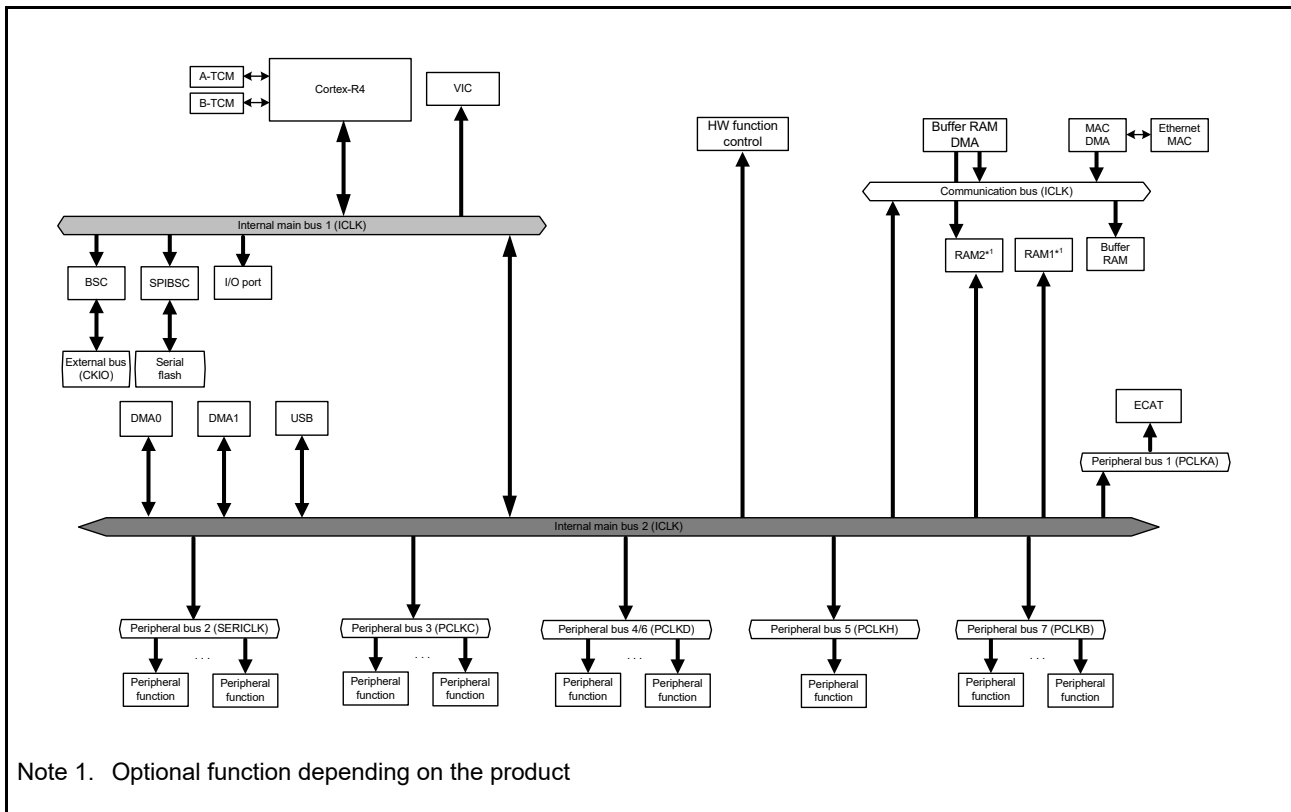 A-TCM
B-TCM
Cortex-R4
VIC
HW function
control
Buffer RAM
DMA
MAC
DMA
Ethernet
MAC
Communication bus (ICLK)
Internal main bus 1 (ICLK)
BSC
SPIBSC
I/O port
RAM2*1
RAM1*1
Buffer
RAM
External bus
(CKIO)
Serial
flash
DMA0
DMA1
USB
ECAT
Peripheral bus 1 (PCLKA)
Internal main bus 2 (ICLK)
Peripheral bus 2 (SERICLK)
Peripheral bus 3 (PCLKC)
Peripheral bus 4/6 (PCLKD)
Peripheral bus 5 (PCLKH)
Peripheral bus 7 (PCLKB)
. . .
. . .
. . .
. . .
Peripheral
function
Peripheral
function
Peripheral
function
Peripheral
function
Peripheral
function
Peripheral
function
Peripheral
function
Peripheral
function
Peripheral
function
Note 1. Optional function depending on the product